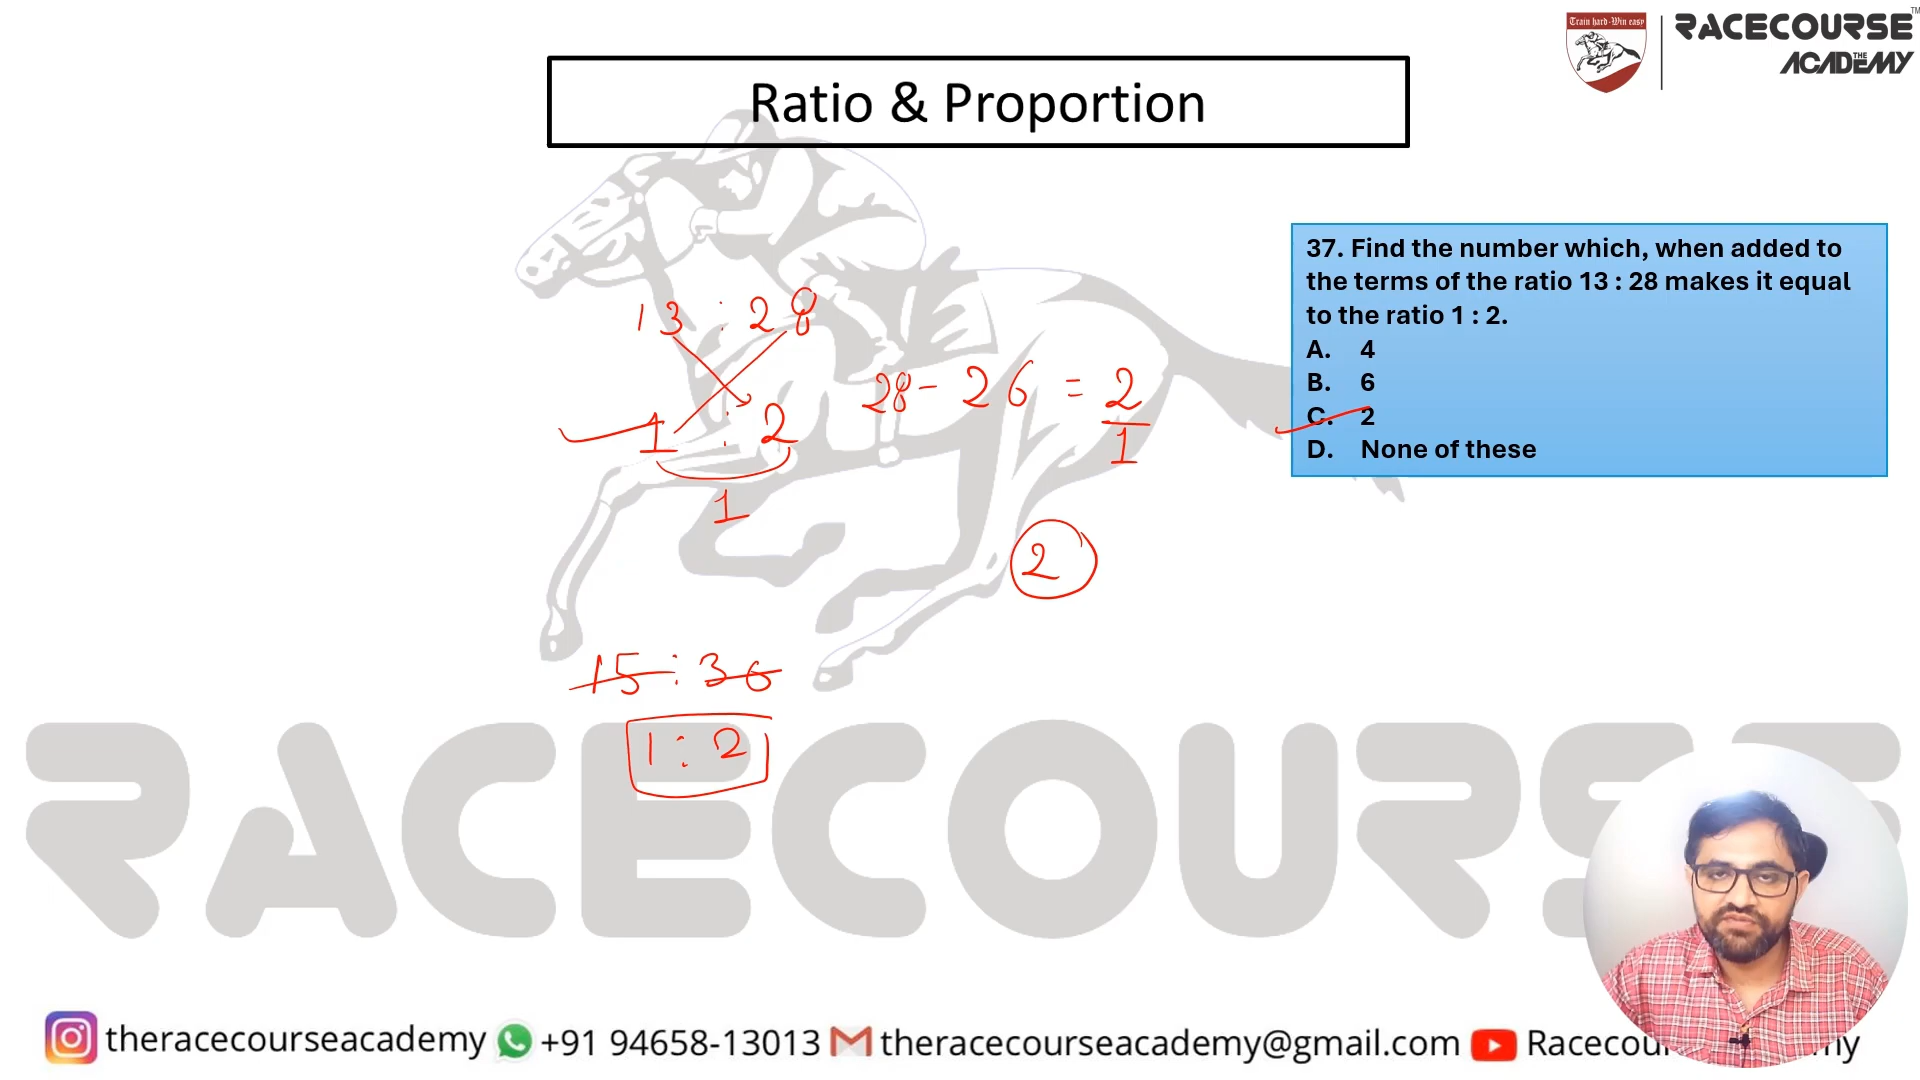 Train hard-Win easy
RACECOURSE TM
THE ACADEMY
Ratio & Proportion
37. Find the number which, when added to
the terms of the ratio 13 : 28 makes it equal
to the ratio 1 : 2.
A. 4
B. 6
C. 2
D. None of these
13 : 28
1 : 2
1
28 - 26 = 2
1
2
15 : 36
1 : 2
RACECOURSE
theracecourseacademy +91 94658-13013 theracecourseacademy@gmail.com